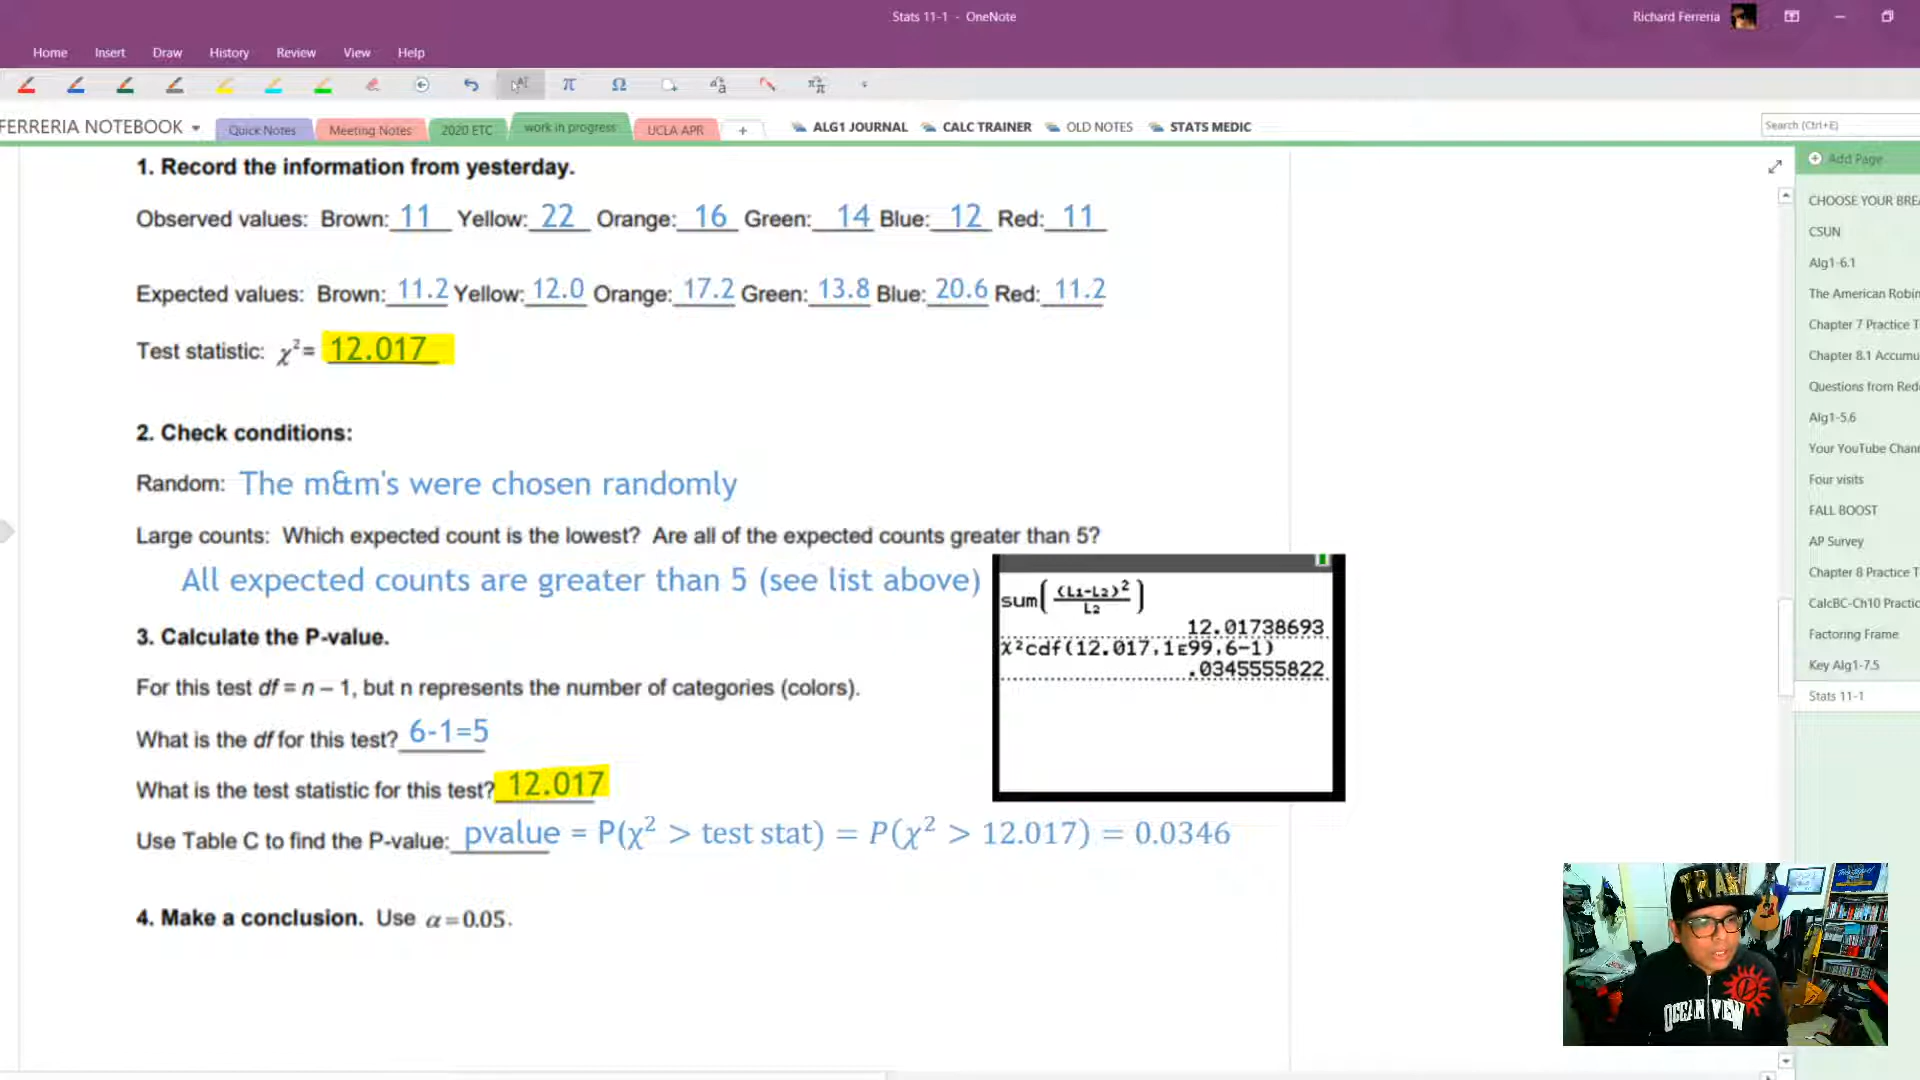 Stats 11-1 - OneNote
Richard Ferreria
Home Insert Draw History Review View Help
FERRERIA NOTEBOOK
Quick Notes Meeting Notes 2020 ETC work in progress UCLA APR + ALG1 JOURNAL CALC TRAINER OLD NOTES STATS MEDIC
Search (Ctrl+E)
Add Page
1. Record the information from yesterday.
Observed values: Brown: 11 Yellow: 22 Orange: 16 Green: 14 Blue: 12 Red: 11
Expected values: Brown: 11.2 Yellow: 12.0 Orange: 17.2 Green: 13.8 Blue: 20.6 Red: 11.2
Test statistic: χ²= 12.017
2. Check conditions:
Random: The m&m's were chosen randomly
Large counts: Which expected count is the lowest? Are all of the expected counts greater than 5?
All expected counts are greater than 5 (see list above)
3. Calculate the P-value.
For this test df = n – 1, but n represents the number of categories (colors).
What is the df for this test? 6-1=5
What is the test statistic for this test? 12.017
Use Table C to find the P-value: pvalue = P(χ² > test stat) = P(χ² > 12.017) = 0.0346
4. Make a conclusion. Use α=0.05.
sum((L1-L2)²/L2)
12.01738693
χ²cdf(12.017,1E99,6-1)
.0345555822
CHOOSE YOUR BREA
CSUN
Alg1-6.1
The American Robin
Chapter 7 Practice T
Chapter 8.1 Accumu
Questions from Red
Alg1-5.6
Your YouTube Chann
Four visits
FALL BOOST
AP Survey
Chapter 8 Practice T
CalcBC-Ch10 Practic
Factoring Frame
Key Alg1-7.5
Stats 11-1
OCEAN VIEW